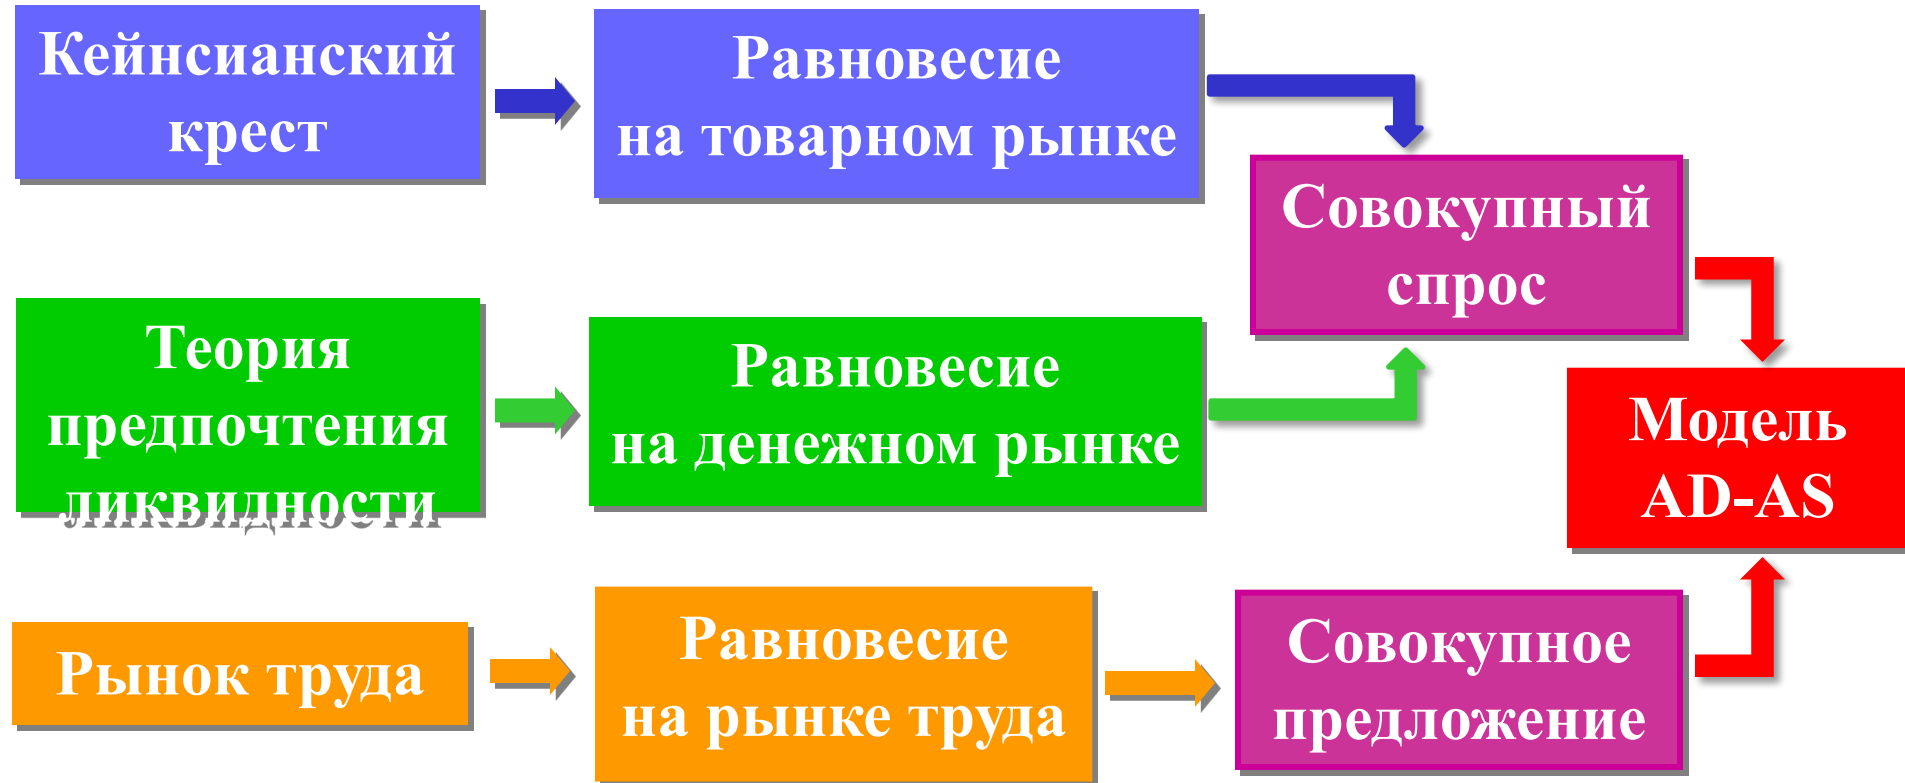 Кейнсианский
крест
Равновесие
на товарном рынке
Совокупный
спрос
Теория
предпочтения
ликвидности
Равновесие
на денежном рынке
Модель
AD-AS
Рынок труда
Равновесие
на рынке труда
Совокупное
предложение